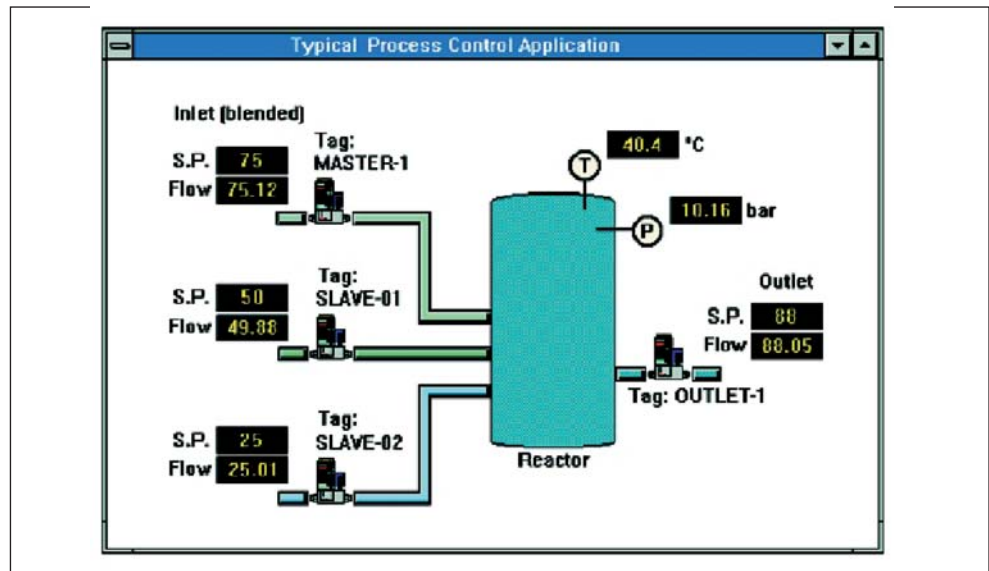 Typical Process Control Application
Inlet (blended)
Tag:
MASTER-1
S.P. 75
Flow 75.12
40.4 °C
T
10.16 bar
P
Tag:
SLAVE-01
S.P. 50
Flow 49.88
Outlet
S.P. 88
Flow 88.05
Tag: OUTLET-1
Tag:
SLAVE-02
S.P. 25
Flow 25.01
Reactor